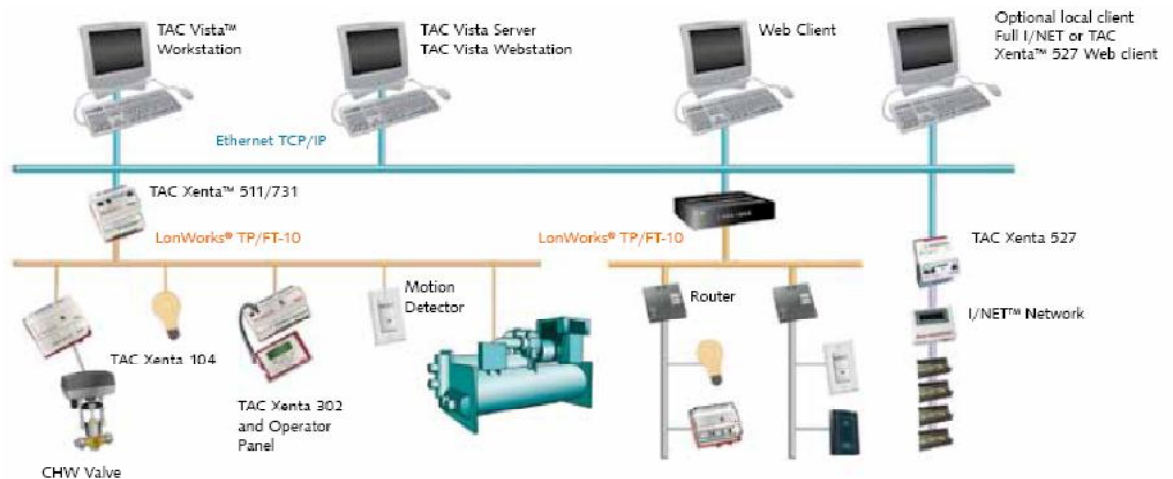 TAC Vista™
Workstation
TAC Vista Server
TAC Vista Webstation
Web Client
Optional local client
Full I/NET or TAC
Xenta™ 527 Web client
Ethernet TCP/IP
TAC Xenta™ 511/731
LonWorks® TP/FT-10
LonWorks® TP/FT-10
TAC Xenta 527
Motion
Detector
Router
I/NET™ Network
TAC Xenta 104
TAC Xenta 302
and Operator
Panel
CHW Valve